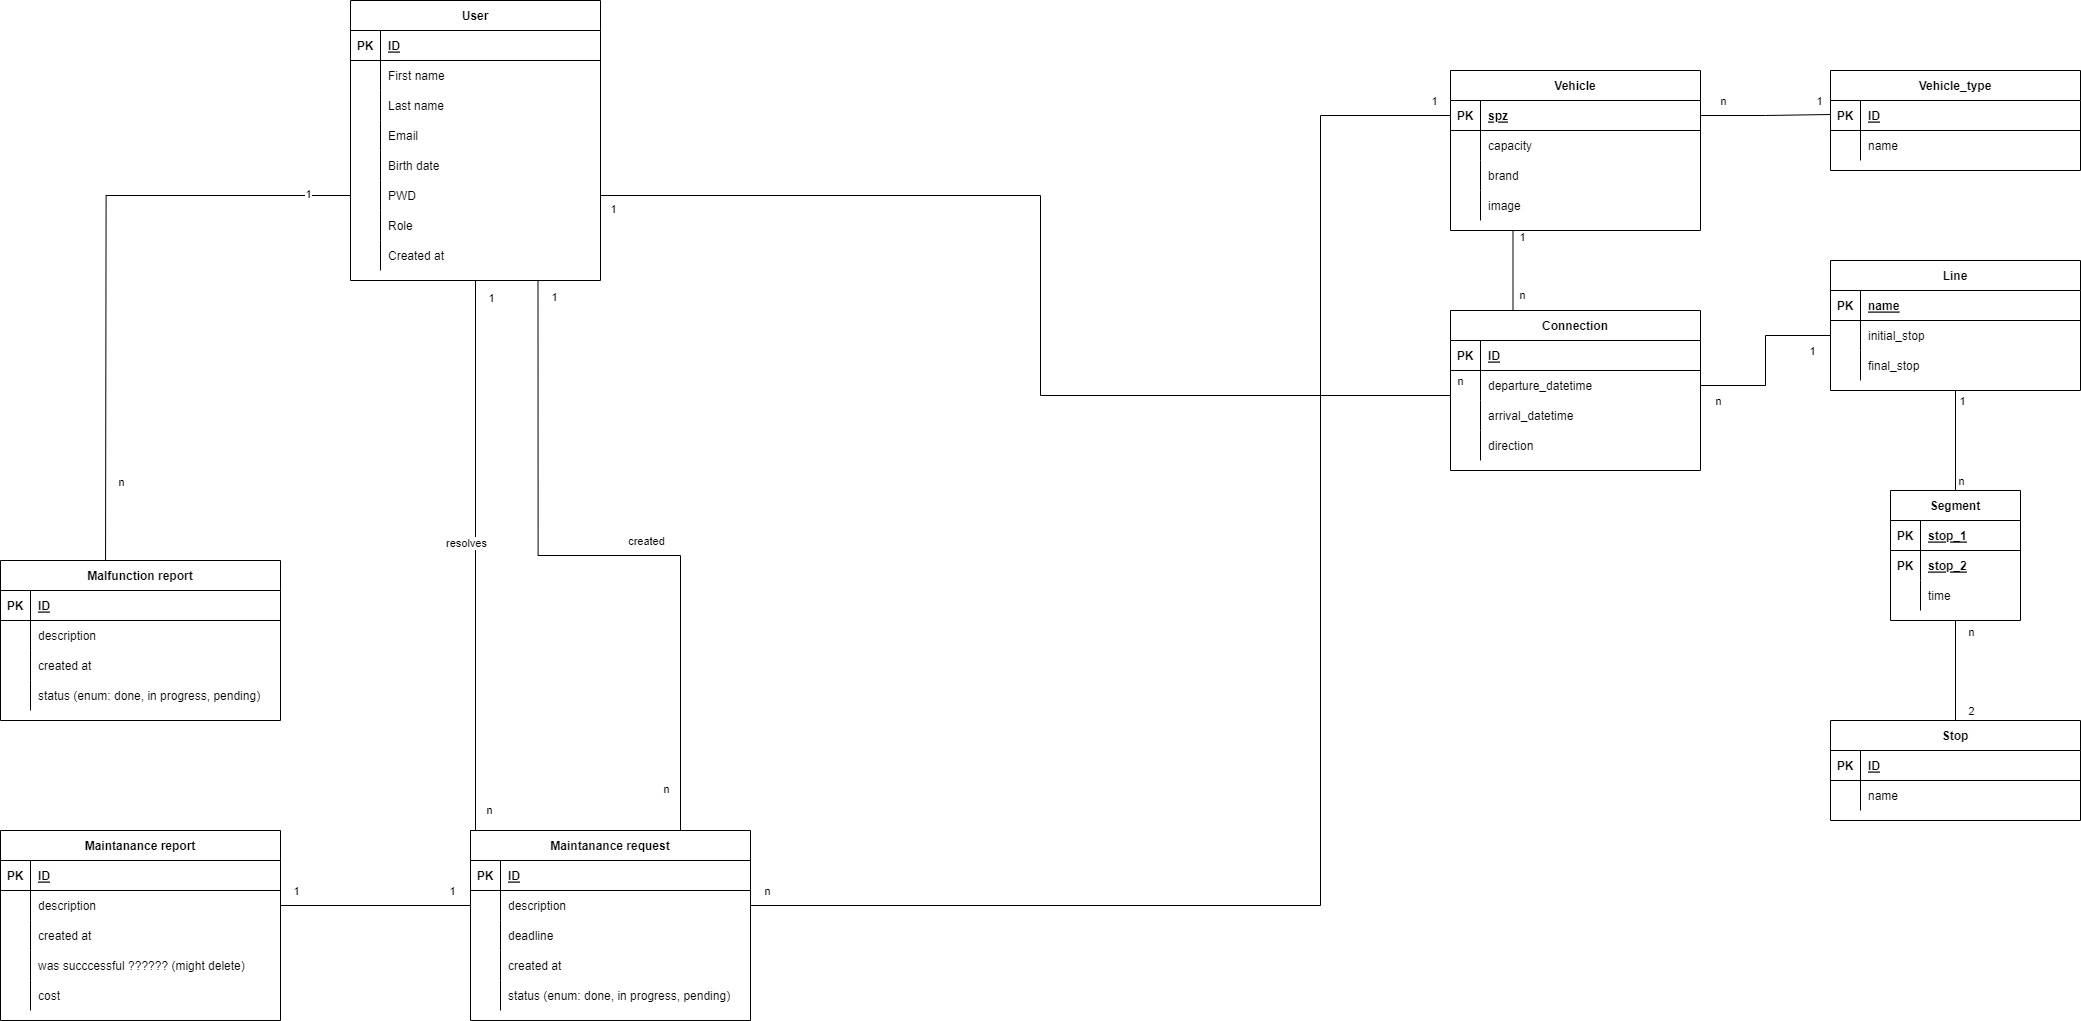 User
PK ID
First name
Last name
Email
Birth date
PWD
Role
Created at
1
1
1
1
n
resolves
created
n
n
Vehicle
PK spz
capacity
brand
image
1
n
1
Vehicle_type
PK ID
name
1
n
Connection
PK ID
n departure_datetime
arrival_datetime
direction
n
1
Line
PK name
initial_stop
final_stop
1
n
Segment
PK stop_1
PK stop_2
time
n
2
Stop
PK ID
name
Malfunction report
PK ID
description
created at
status (enum: done, in progress, pending)
Maintanance report
PK ID
description
created at
was succcessful ?????? (might delete)
cost
1
1
Maintanance request
PK ID
description
deadline
created at
status (enum: done, in progress, pending)
n